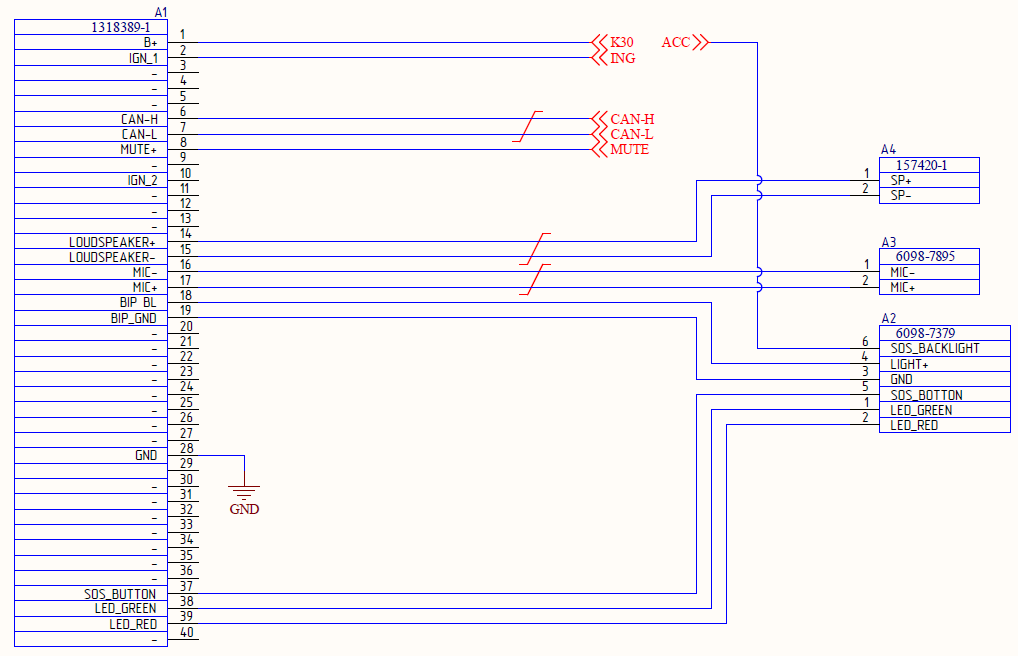 A1
1318389-1
B+ 1 K30 ACC
IGN_1 2 ING
- 3
- 4
- 5
CAN-H 6 CAN-H
CAN-L 7 CAN-L
MUTE+ 8 MUTE
- 9
IGN_2 10
- 11
- 12
- 13
LOUDSPEAKER+ 14
LOUDSPEAKER- 15
MIC- 16
MIC+ 17
BIP BL 18
BIP_GND 19
- 20
- 21
- 22
- 23
- 24
- 25
- 26
- 27
GND 28
29
- 30
- 31
- 32
- 33
- 34
- 35
- 36
SOS_BUTTON 37
LED_GREEN 38
LED_RED 39
- 40
GND
A4
157420-1
1 SP+
2 SP-
A3
6098-7895
1 MIC-
2 MIC+
A2
6098-7379
6 SOS_BACKLIGHT
4 LIGHT+
3 GND
5 SOS_BOTTON
1 LED_GREEN
2 LED_RED